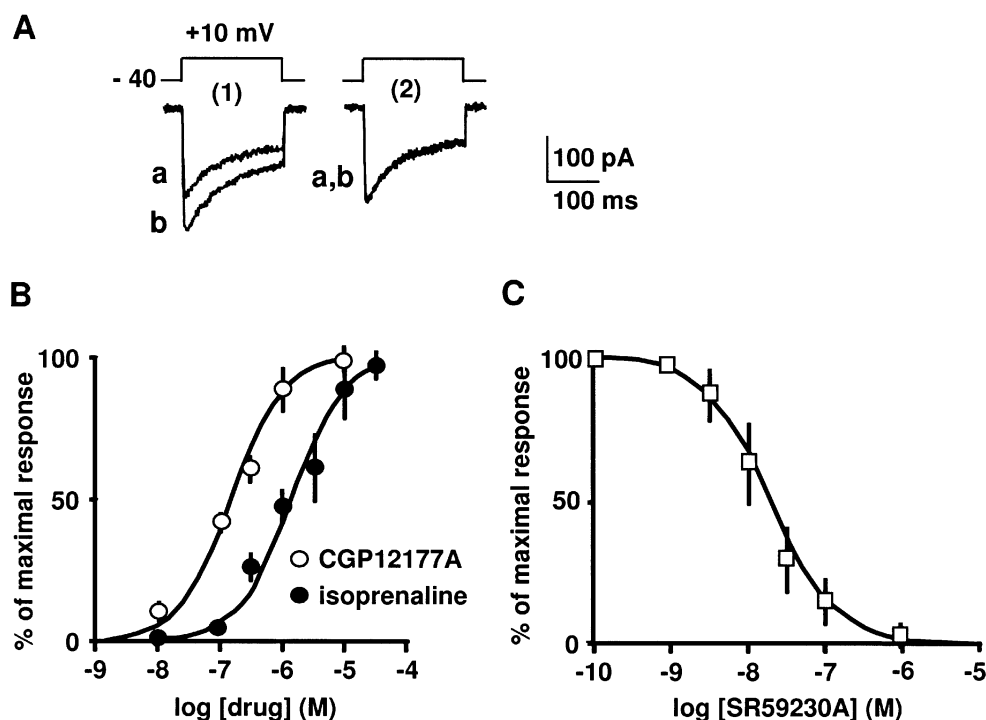 A
+10 mV
- 40
(1)
(2)
a
b
a,b
100 pA
100 ms
B
% of maximal response
100
50
0
-9 -8 -7 -6 -5 -4
log [drug] (M)
CGP12177A
isoprenaline
C
% of maximal response
100
50
0
-10 -9 -8 -7 -6 -5
log [SR59230A] (M)